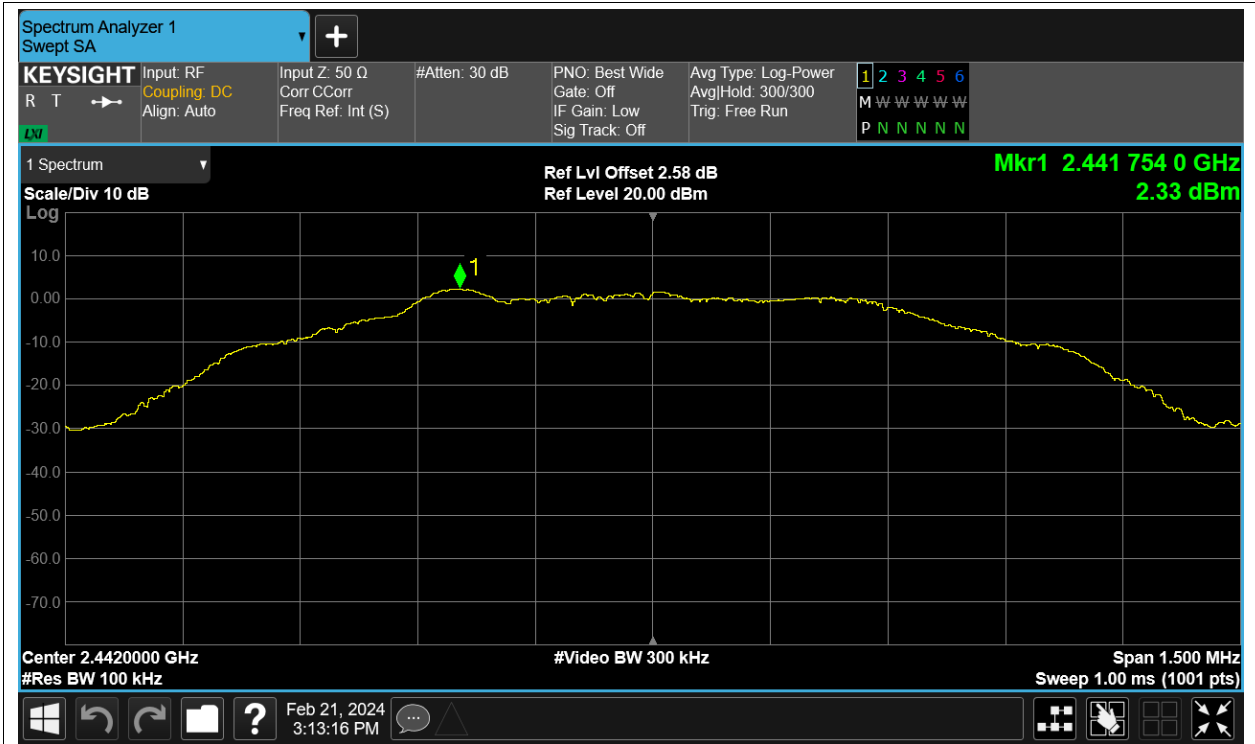 Spectrum Analyzer 1
Swept SA
KEYSIGHT
R T
LXI
Input: RF
Coupling: DC
Align: Auto
Input Z: 50 Ω
Corr CCorr
Freq Ref: Int (S)
#Atten: 30 dB
PNO: Best Wide
Gate: Off
IF Gain: Low
Sig Track: Off
Avg Type: Log-Power
Avg|Hold: 300/300
Trig: Free Run
1 2 3 4 5 6
M W W W W W
P N N N N N
1 Spectrum
Scale/Div 10 dB
Log
Ref Lvl Offset 2.58 dB
Ref Level 20.00 dBm
Mkr1 2.441 754 0 GHz
2.33 dBm
1
10.0
0.00
-10.0
-20.0
-30.0
-40.0
-50.0
-60.0
-70.0
Center 2.4420000 GHz
#Res BW 100 kHz
#Video BW 300 kHz
Span 1.500 MHz
Sweep 1.00 ms (1001 pts)
?
Feb 21, 2024
3:13:16 PM